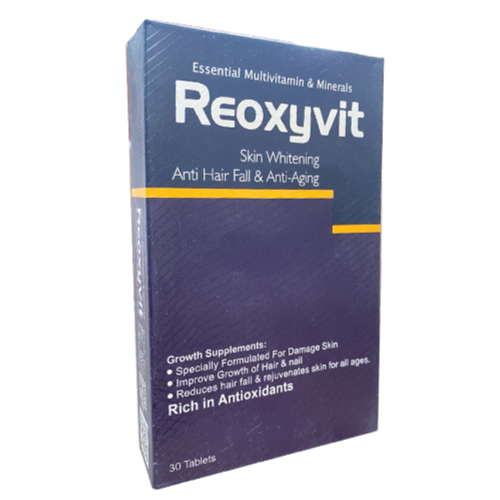 Essential Multivitamin & Minerals
Reoxyvit
Skin Whitening
Anti Hair Fall & Anti-Aging
Reoxyvit
Growth Supplements:
• Specially Formulated For Damage Skin
• Improve Growth of Hair & nail
• Reduces hair fall & rejuvenates skin for all ages.
Rich in Antioxidants
30 Tablets